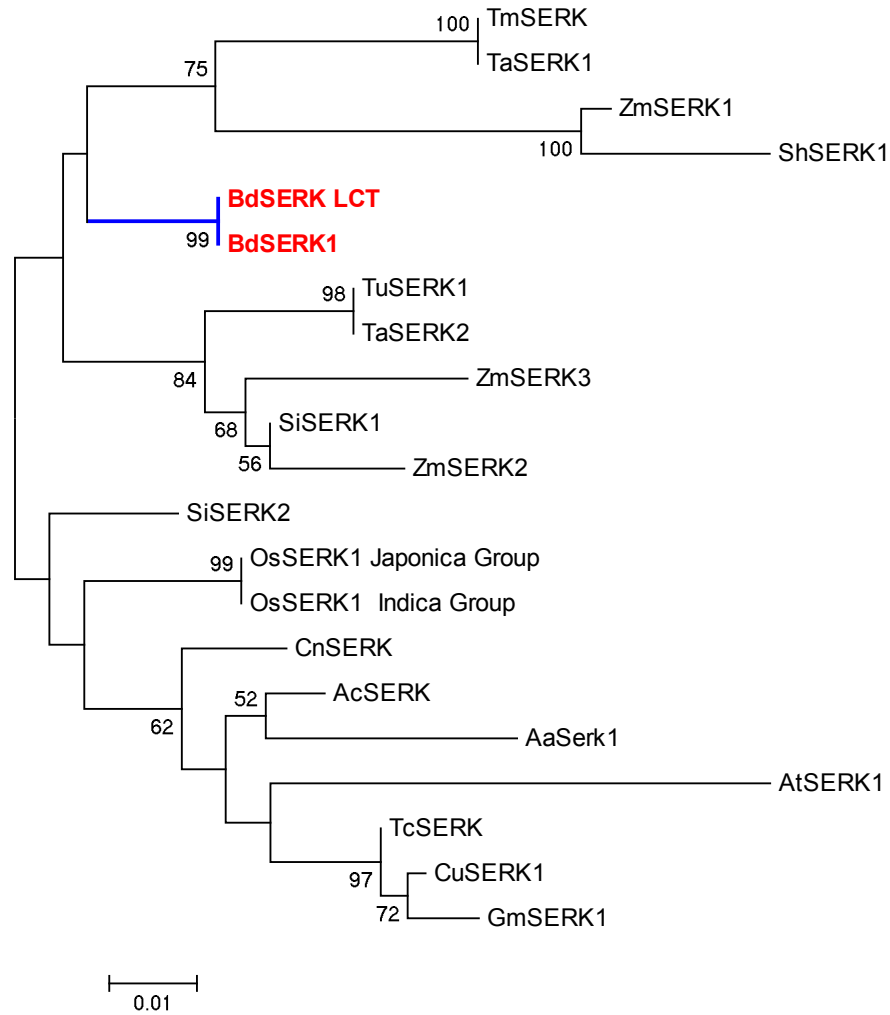 100
TmSERK
TaSERK1
75
ZmSERK1
100
ShSERK1
BdSERK LCT
99
BdSERK1
98
TuSERK1
TaSERK2
84
ZmSERK3
68
SiSERK1
56
ZmSERK2
SiSERK2
99
OsSERK1 Japonica Group
OsSERK1  Indica Group
CnSERK
62
52
AcSERK
AaSerk1
AtSERK1
TcSERK
97
CuSERK1
72
GmSERK1
0.01